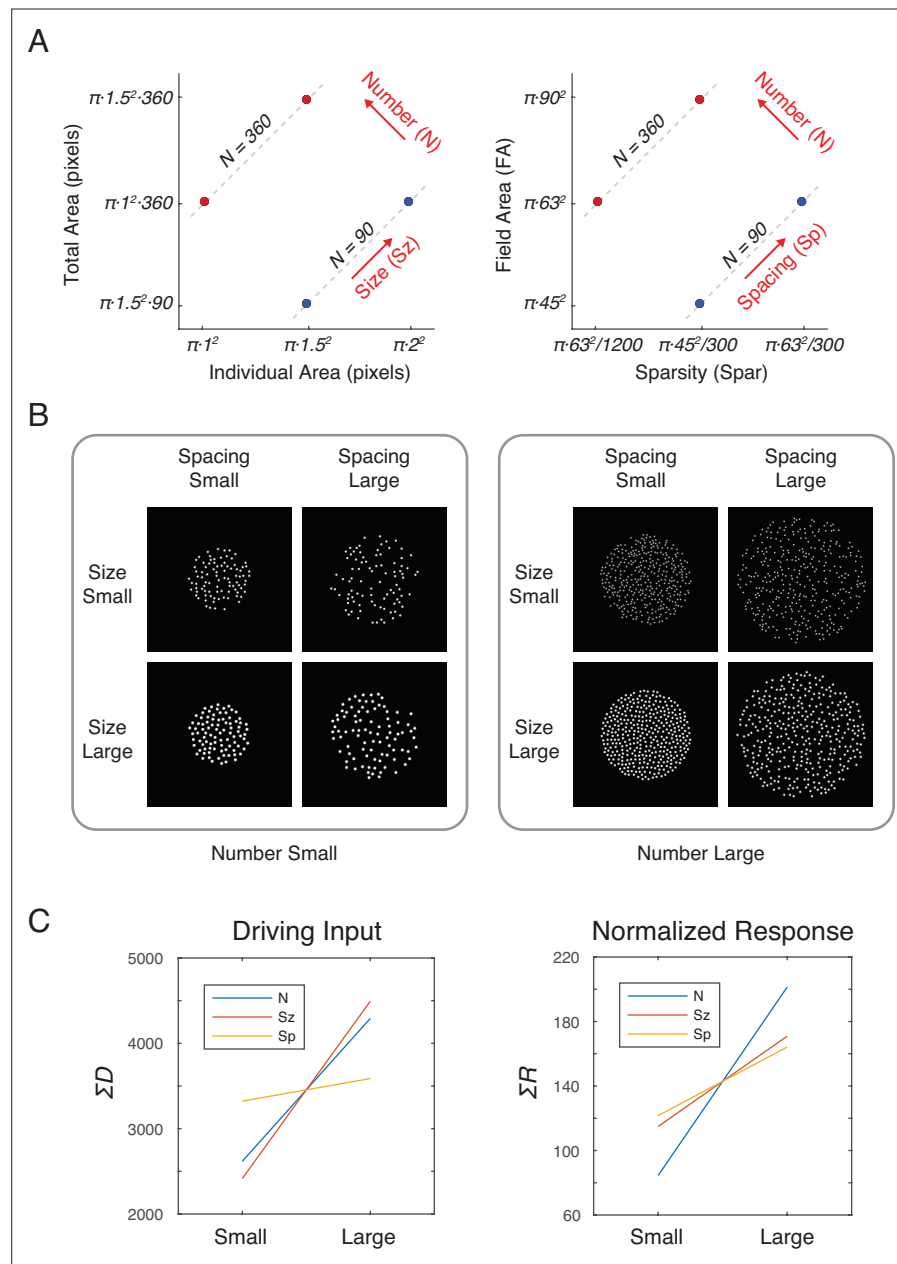 A
Total Area (pixels)
π·1.5²·360
π·1²·360
π·1.5²·90
N = 360
N = 90
Number (N)
Size (Sz)
π·1²
π·1.5²
π·2²
Individual Area (pixels)
Field Area (FA)
π·90²
π·63²
π·45²
N = 360
N = 90
Number (N)
Spacing (Sp)
π·63²/1200
π·45²/300
π·63²/300
Sparsity (Spar)
B
Spacing
Small
Spacing
Large
Size
Small
Size
Large
Number Small
Spacing
Small
Spacing
Large
Size
Small
Size
Large
Number Large
C
Driving Input
ΣD
5000
4000
3000
2000
N
Sz
Sp
Small
Large
Normalized Response
ΣR
220
180
140
100
60
N
Sz
Sp
Small
Large